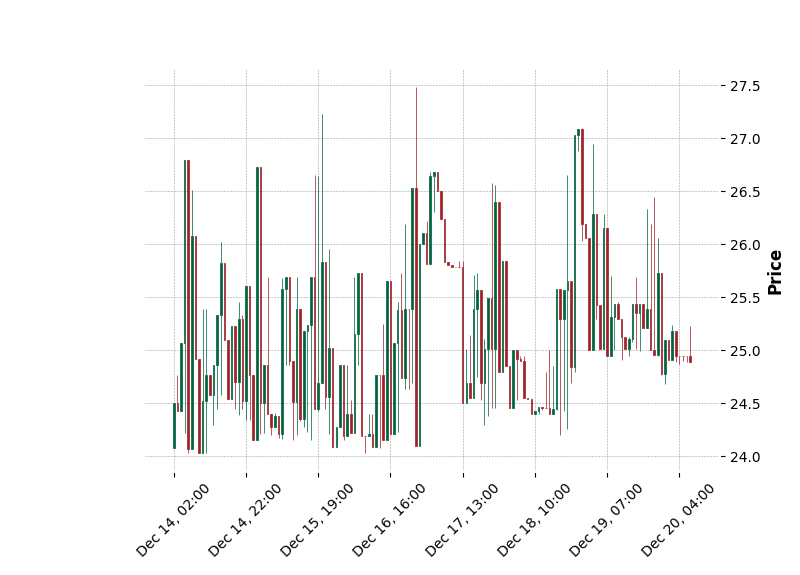 27.5
27.0
26.5
26.0
25.5
25.0
24.5
24.0
Price
Dec 14, 02:00
Dec 14, 22:00
Dec 15, 19:00
Dec 16, 16:00
Dec 17, 13:00
Dec 18, 10:00
Dec 19, 07:00
Dec 20, 04:00